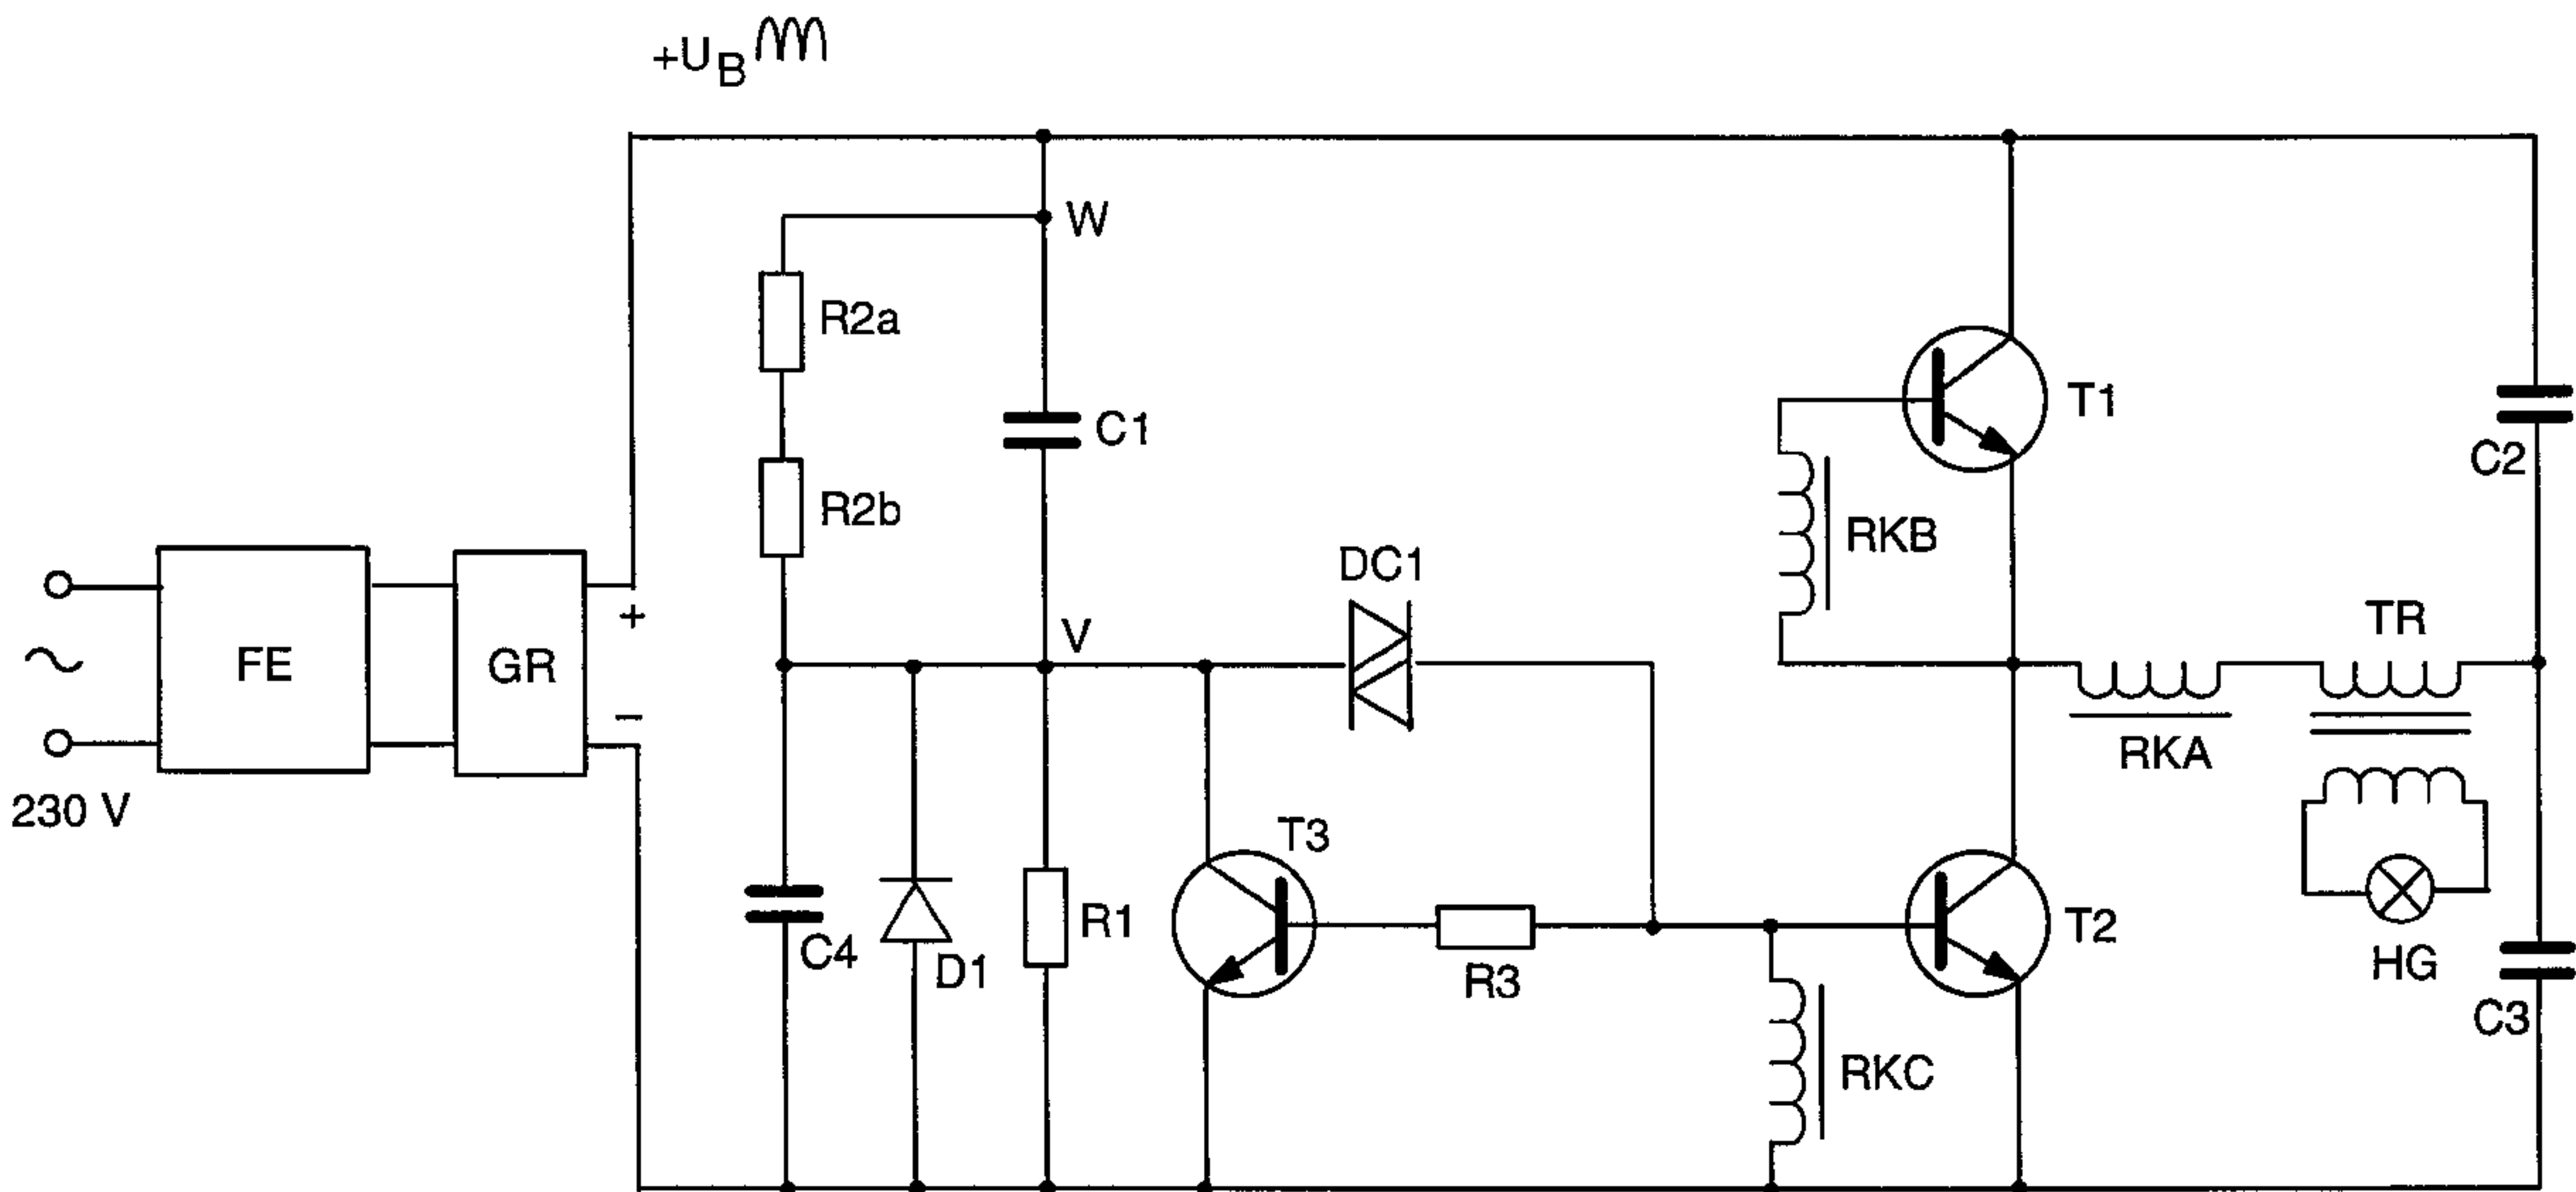 +U_B
W
R2a
C1
T1
C2
R2b
RKB
DC1
TR
V
+
FE
GR
–
RKA
230 V
T3
C4
D1
R1
R3
T2
HG
C3
RKC